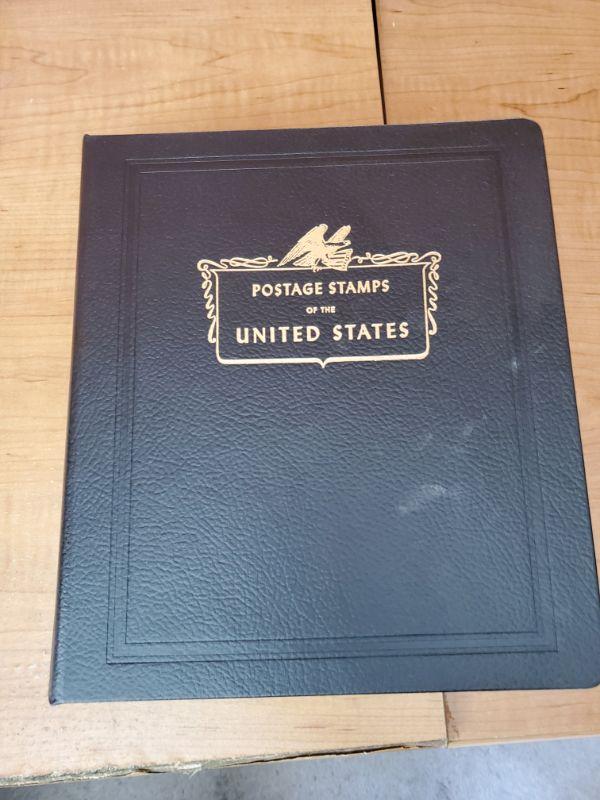 POSTAGE STAMPS
OF THE
UNITED STATES